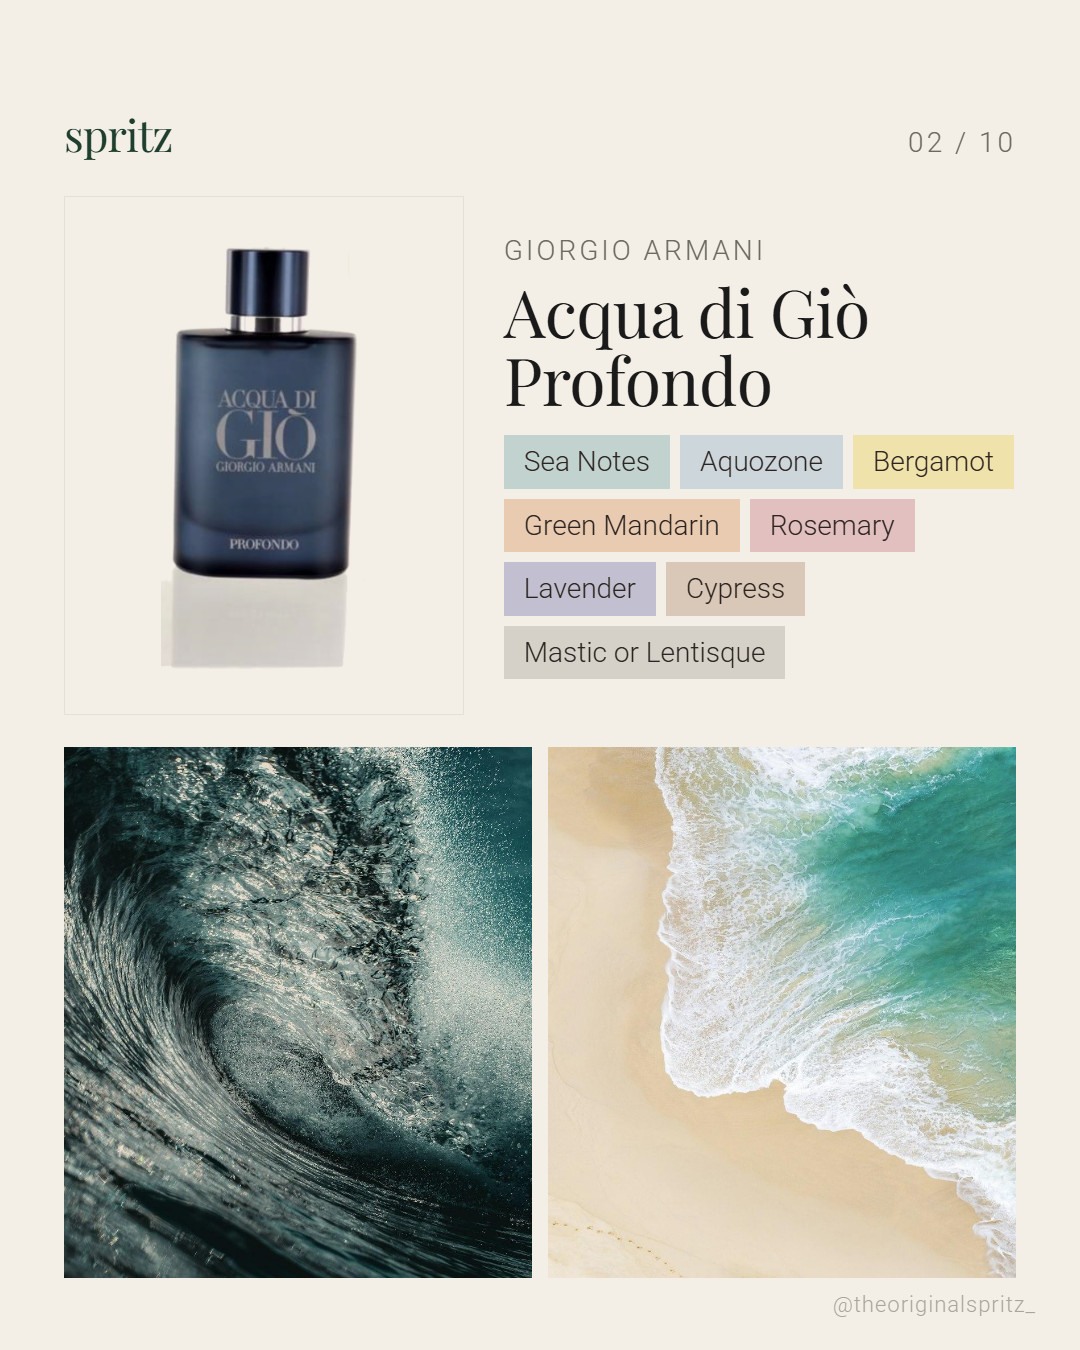 spritz
02 / 10
GIORGIO ARMANI
Acqua di Giò
Profondo
Sea Notes
Aquozone
Bergamot
Green Mandarin
Rosemary
Lavender
Cypress
Mastic or Lentisque
ACQUA DI
GIÒ
GIORGIO ARMANI
PROFONDO
@theoriginalspritz_